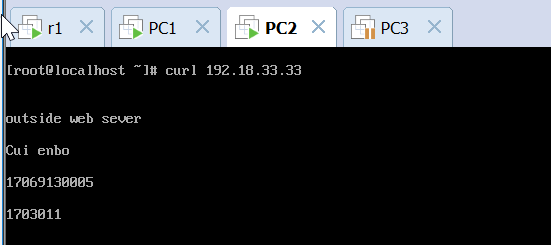 r1 PC1 PC2 PC3
[root@localhost ~]# curl 192.18.33.33
outside web sever
Cui enbo
17069130005
1703011